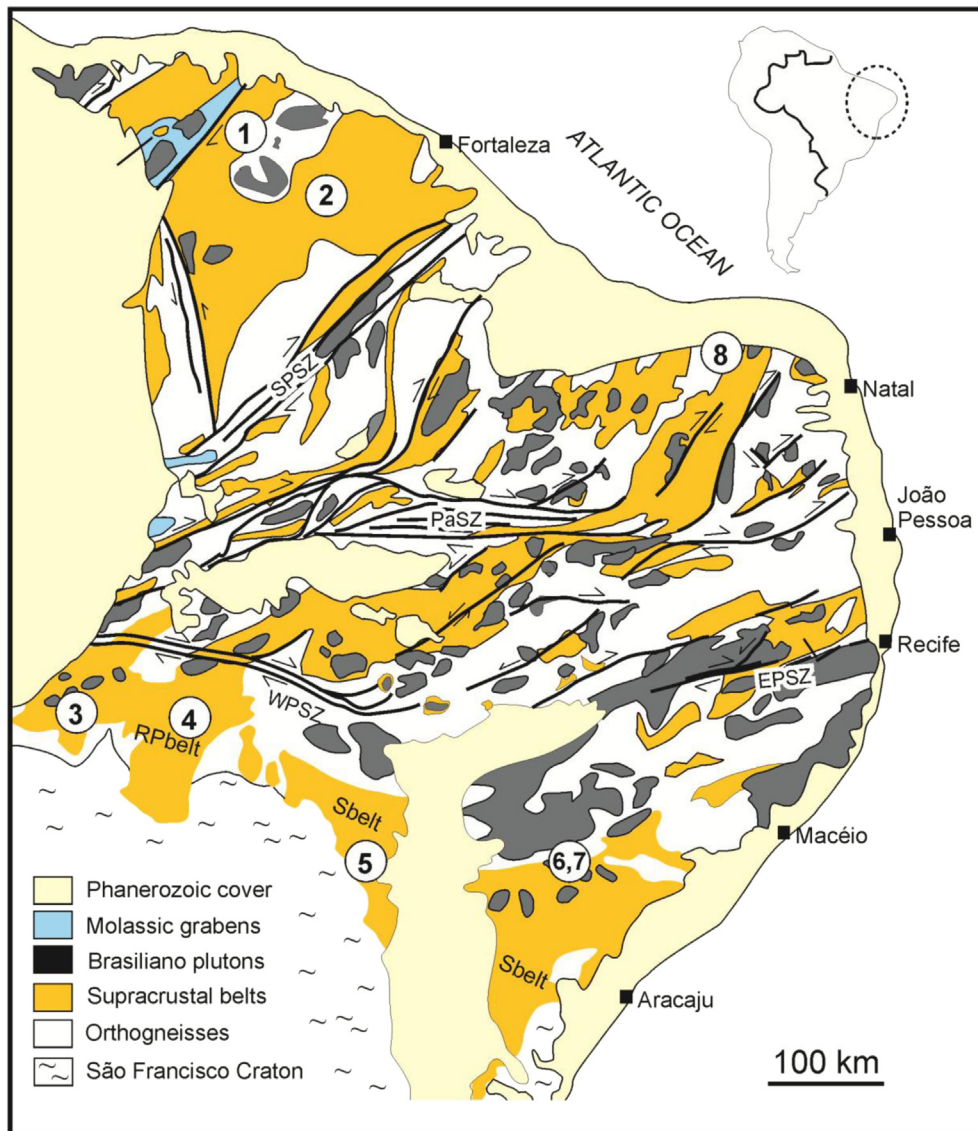 1
Fortaleza
2
ATLANTIC OCEAN
SPSZ
8
Natal
PaSZ
João
Pessoa
Recife
EPSZ
WPSZ
3
4
RPbelt
Sbelt
5
6,7
Macéio
Sbelt
Aracaju
Phanerozoic cover
Molassic grabens
Brasiliano plutons
Supracrustal belts
Orthogneisses
São Francisco Craton
100 km